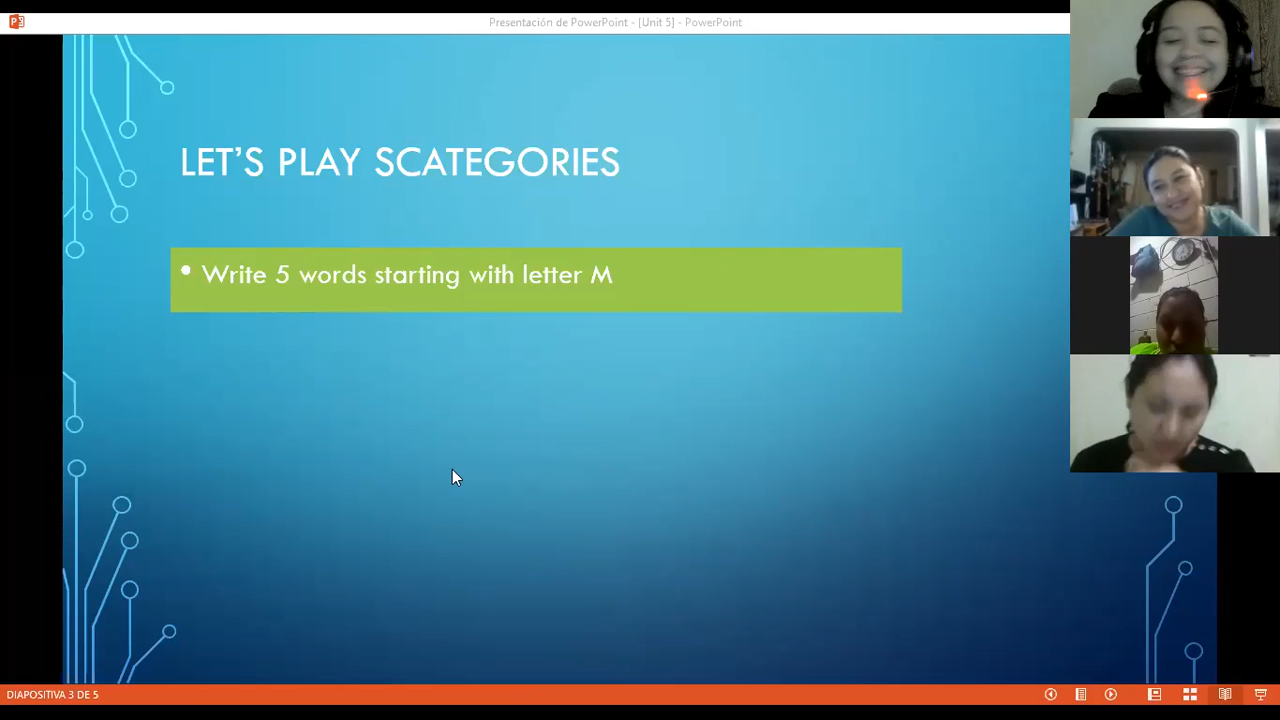 Presentación de PowerPoint - [Unit 5] - PowerPoint
LET'S PLAY SCATEGORIES
• Write 5 words starting with letter M
DIAPOSITIVA 3 DE 5